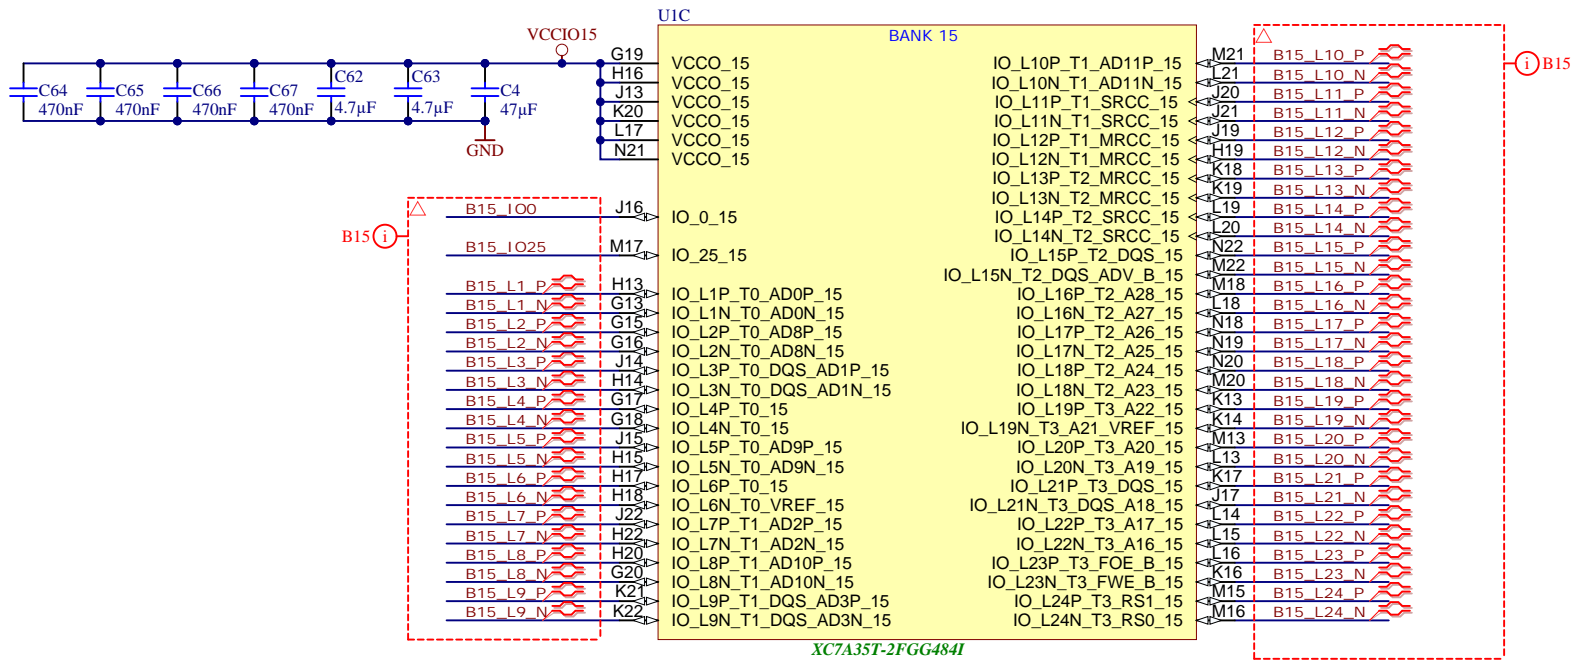 U1C
BANK 15
VCCIO15
C64
470nF
C65
470nF
C66
470nF
C67
470nF
C62
4.7µF
C63
4.7µF
C4
47µF
GND
G19 VCCO_15
H16 VCCO_15
J13 VCCO_15
K20 VCCO_15
L17 VCCO_15
N21 VCCO_15
B15 i
B15_IO0 J16 IO_0_15
B15_IO25 M17 IO_25_15
B15_L1_P H13 IO_L1P_T0_AD0P_15
B15_L1_N G13 IO_L1N_T0_AD0N_15
B15_L2_P G15 IO_L2P_T0_AD8P_15
B15_L2_N G16 IO_L2N_T0_AD8N_15
B15_L3_P J14 IO_L3P_T0_DQS_AD1P_15
B15_L3_N H14 IO_L3N_T0_DQS_AD1N_15
B15_L4_P G17 IO_L4P_T0_15
B15_L4_N G18 IO_L4N_T0_15
B15_L5_P J15 IO_L5P_T0_AD9P_15
B15_L5_N H15 IO_L5N_T0_AD9N_15
B15_L6_P H17 IO_L6P_T0_15
B15_L6_N H18 IO_L6N_T0_VREF_15
B15_L7_P J22 IO_L7P_T1_AD2P_15
B15_L7_N H22 IO_L7N_T1_AD2N_15
B15_L8_P H20 IO_L8P_T1_AD10P_15
B15_L8_N G20 IO_L8N_T1_AD10N_15
B15_L9_P K21 IO_L9P_T1_DQS_AD3P_15
B15_L9_N K22 IO_L9N_T1_DQS_AD3N_15
IO_L10P_T1_AD11P_15 M21 B15_L10_P
IO_L10N_T1_AD11N_15 L21 B15_L10_N
IO_L11P_T1_SRCC_15 J20 B15_L11_P
IO_L11N_T1_SRCC_15 J21 B15_L11_N
IO_L12P_T1_MRCC_15 J19 B15_L12_P
IO_L12N_T1_MRCC_15 H19 B15_L12_N
IO_L13P_T2_MRCC_15 K18 B15_L13_P
IO_L13N_T2_MRCC_15 K19 B15_L13_N
IO_L14P_T2_SRCC_15 L19 B15_L14_P
IO_L14N_T2_SRCC_15 L20 B15_L14_N
IO_L15P_T2_DQS_15 N22 B15_L15_P
IO_L15N_T2_DQS_ADV_B_15 M22 B15_L15_N
IO_L16P_T2_A28_15 M18 B15_L16_P
IO_L16N_T2_A27_15 L18 B15_L16_N
IO_L17P_T2_A26_15 N18 B15_L17_P
IO_L17N_T2_A25_15 N19 B15_L17_N
IO_L18P_T2_A24_15 N20 B15_L18_P
IO_L18N_T2_A23_15 M20 B15_L18_N
IO_L19P_T3_A22_15 K13 B15_L19_P
IO_L19N_T3_A21_VREF_15 K14 B15_L19_N
IO_L20P_T3_A20_15 M13 B15_L20_P
IO_L20N_T3_A19_15 L13 B15_L20_N
IO_L21P_T3_DQS_15 K17 B15_L21_P
IO_L21N_T3_DQS_A18_15 J17 B15_L21_N
IO_L22P_T3_A17_15 L14 B15_L22_P
IO_L22N_T3_A16_15 L15 B15_L22_N
IO_L23P_T3_FOE_B_15 L16 B15_L23_P
IO_L23N_T3_FWE_B_15 K16 B15_L23_N
IO_L24P_T3_RS1_15 M15 B15_L24_P
IO_L24N_T3_RS0_15 M16 B15_L24_N
i B15
XC7A35T-2FGG484I